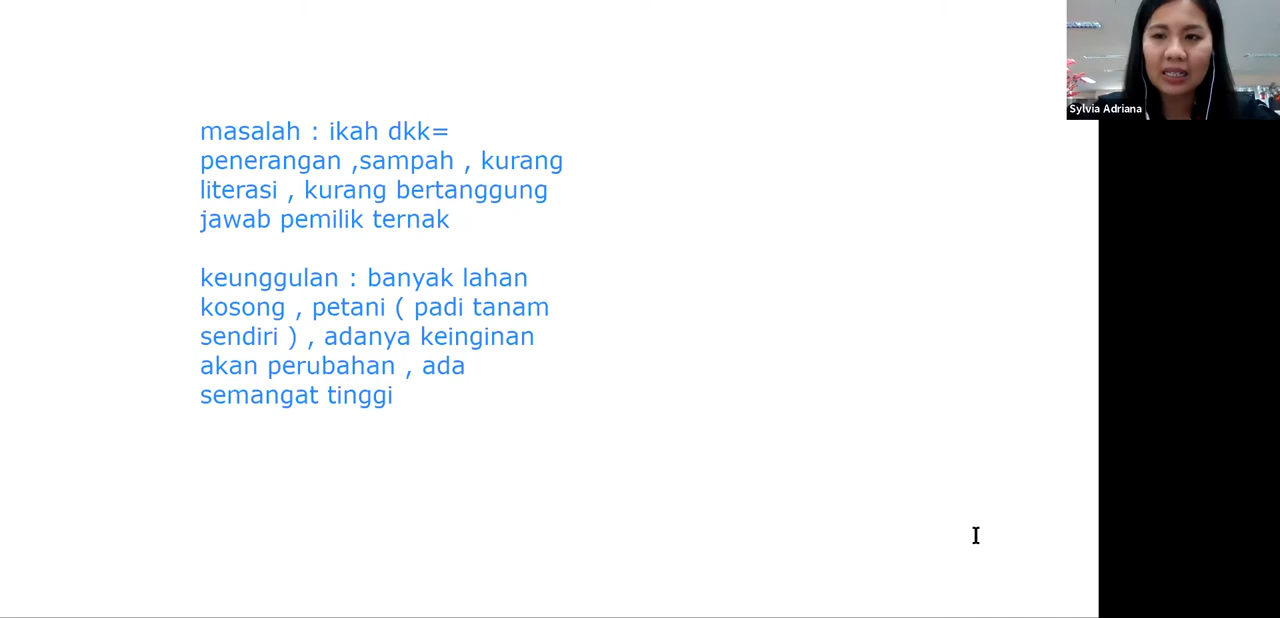 masalah : ikah dkk=
penerangan ,sampah , kurang
literasi , kurang bertanggung
jawab pemilik ternak
keunggulan : banyak lahan
kosong , petani ( padi tanam
sendiri ) , adanya keinginan
akan perubahan , ada
semangat tinggi
Sylvia Adriana